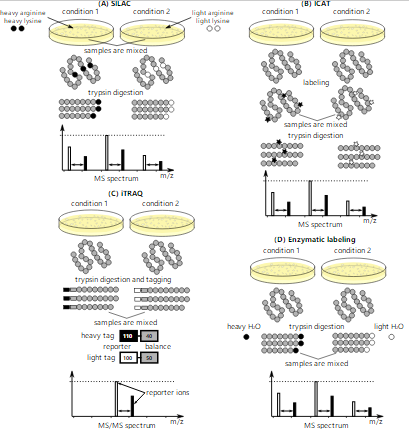 (A) SILAC
heavy arginine
heavy lysine
condition 1
condition 2
light arginine
light lysine
samples are mixed
trypsin digestion
m/z
MS spectrum
(B) ICAT
condition 1
condition 2
labeling
samples are mixed
trypsin digestion
m/z
MS spectrum
(C) iTRAQ
condition 1
condition 2
trypsin digestion and tagging
samples are mixed
heavy tag 110 40
reporter balance
light tag 100 50
reporter ions
m/z
MS/MS spectrum
(D) Enzymatic labeling
condition 1
condition 2
heavy H₂O
trypsin digestion
light H₂O
samples are mixed
m/z
MS spectrum